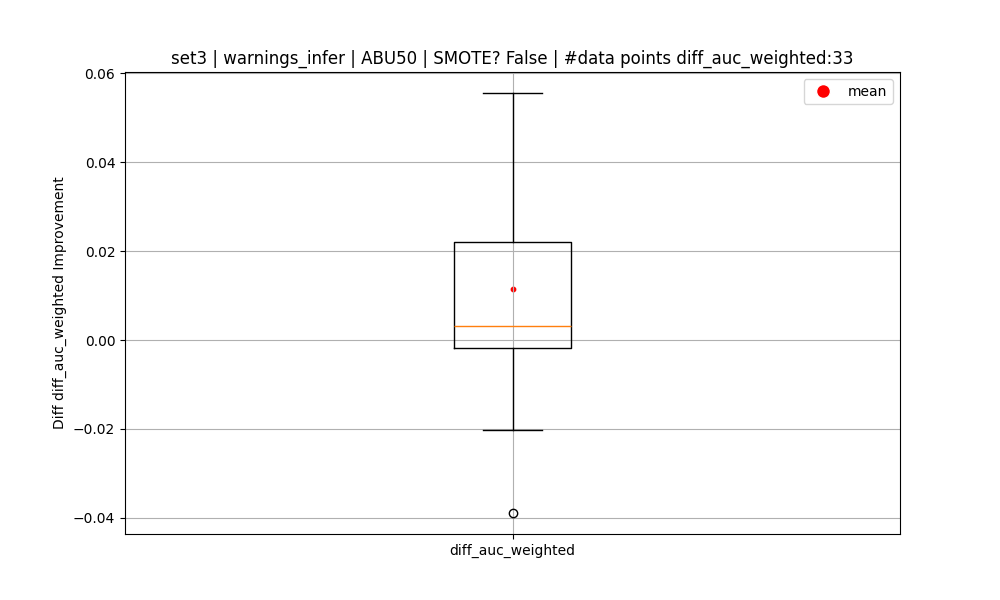 set3 | warnings_infer | ABU50 | SMOTE? False | #data points diff_auc_weighted:33
mean
Diff diff_auc_weighted Improvement
0.06
0.04
0.02
0.00
−0.02
−0.04
diff_auc_weighted